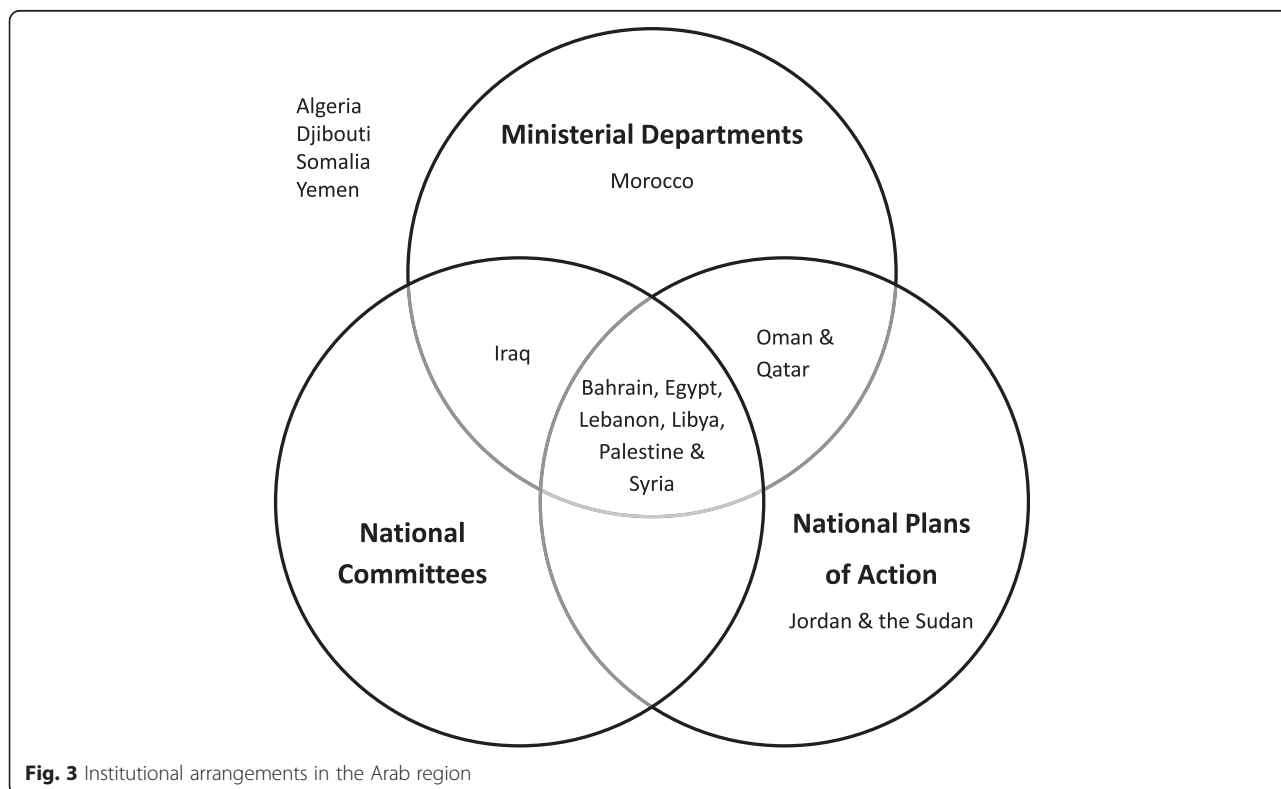 Algeria
Djibouti
Somalia
Yemen
Ministerial Departments
Morocco
Iraq
Oman &
Qatar
Bahrain, Egypt,
Lebanon, Libya,
Palestine &
Syria
National
Committees
National Plans
of Action
Jordan & the Sudan
Fig. 3 Institutional arrangements in the Arab region